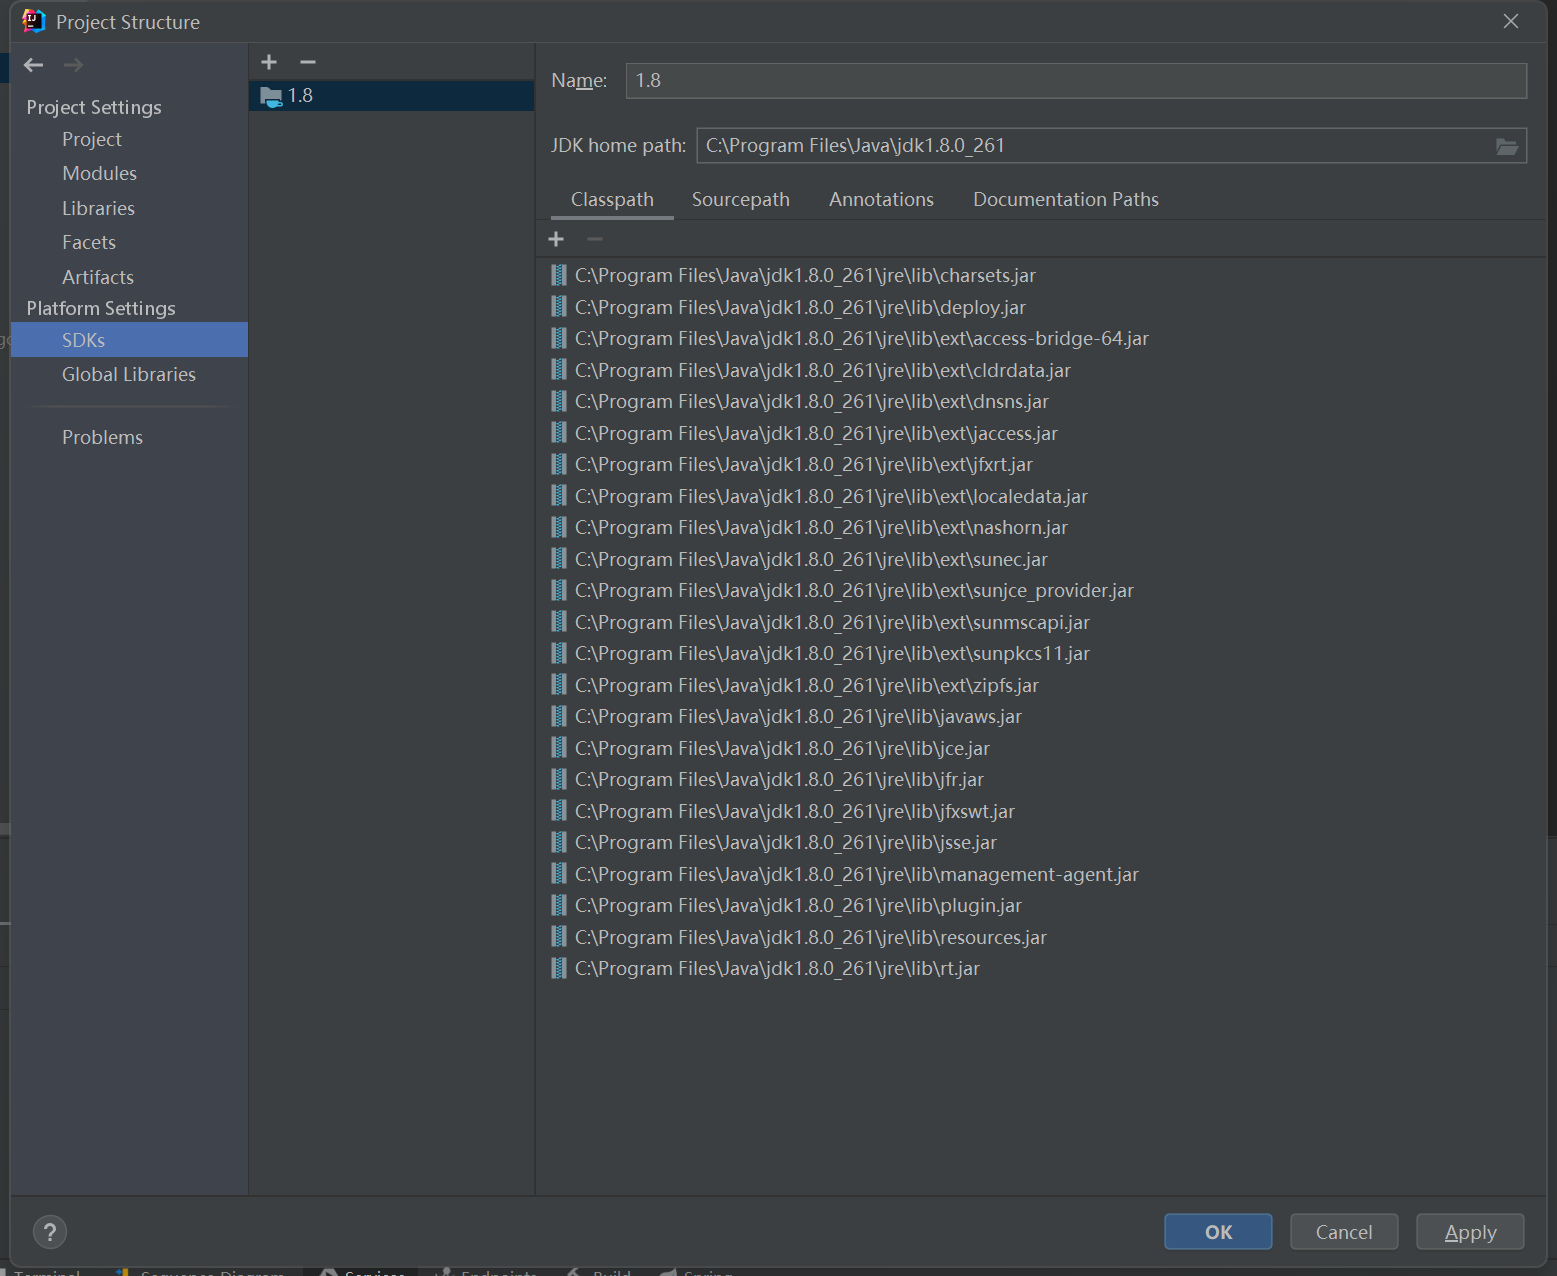 Project Structure
Project Settings
Project
Modules
Libraries
Facets
Artifacts
Platform Settings
SDKs
Global Libraries
Problems
1.8
Name: 1.8
JDK home path: C:\Program Files\Java\jdk1.8.0_261
Classpath Sourcepath Annotations Documentation Paths
C:\Program Files\Java\jdk1.8.0_261\jre\lib\charsets.jar
C:\Program Files\Java\jdk1.8.0_261\jre\lib\deploy.jar
C:\Program Files\Java\jdk1.8.0_261\jre\lib\ext\access-bridge-64.jar
C:\Program Files\Java\jdk1.8.0_261\jre\lib\ext\cldrdata.jar
C:\Program Files\Java\jdk1.8.0_261\jre\lib\ext\dnsns.jar
C:\Program Files\Java\jdk1.8.0_261\jre\lib\ext\jaccess.jar
C:\Program Files\Java\jdk1.8.0_261\jre\lib\ext\jfxrt.jar
C:\Program Files\Java\jdk1.8.0_261\jre\lib\ext\localedata.jar
C:\Program Files\Java\jdk1.8.0_261\jre\lib\ext\nashorn.jar
C:\Program Files\Java\jdk1.8.0_261\jre\lib\ext\sunec.jar
C:\Program Files\Java\jdk1.8.0_261\jre\lib\ext\sunjce_provider.jar
C:\Program Files\Java\jdk1.8.0_261\jre\lib\ext\sunmscapi.jar
C:\Program Files\Java\jdk1.8.0_261\jre\lib\ext\sunpkcs11.jar
C:\Program Files\Java\jdk1.8.0_261\jre\lib\ext\zipfs.jar
C:\Program Files\Java\jdk1.8.0_261\jre\lib\javaws.jar
C:\Program Files\Java\jdk1.8.0_261\jre\lib\jce.jar
C:\Program Files\Java\jdk1.8.0_261\jre\lib\jfr.jar
C:\Program Files\Java\jdk1.8.0_261\jre\lib\jfxswt.jar
C:\Program Files\Java\jdk1.8.0_261\jre\lib\jsse.jar
C:\Program Files\Java\jdk1.8.0_261\jre\lib\management-agent.jar
C:\Program Files\Java\jdk1.8.0_261\jre\lib\plugin.jar
C:\Program Files\Java\jdk1.8.0_261\jre\lib\resources.jar
C:\Program Files\Java\jdk1.8.0_261\jre\lib\rt.jar
? OK Cancel Apply
Terminal Sequence Diagram Services Endpoints Build Spring